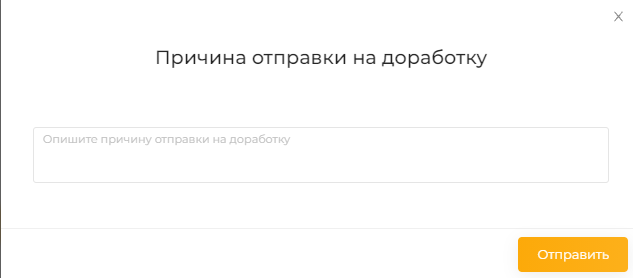 X
Причина отправки на доработку
Опишите причину отправки на доработку
Отправить